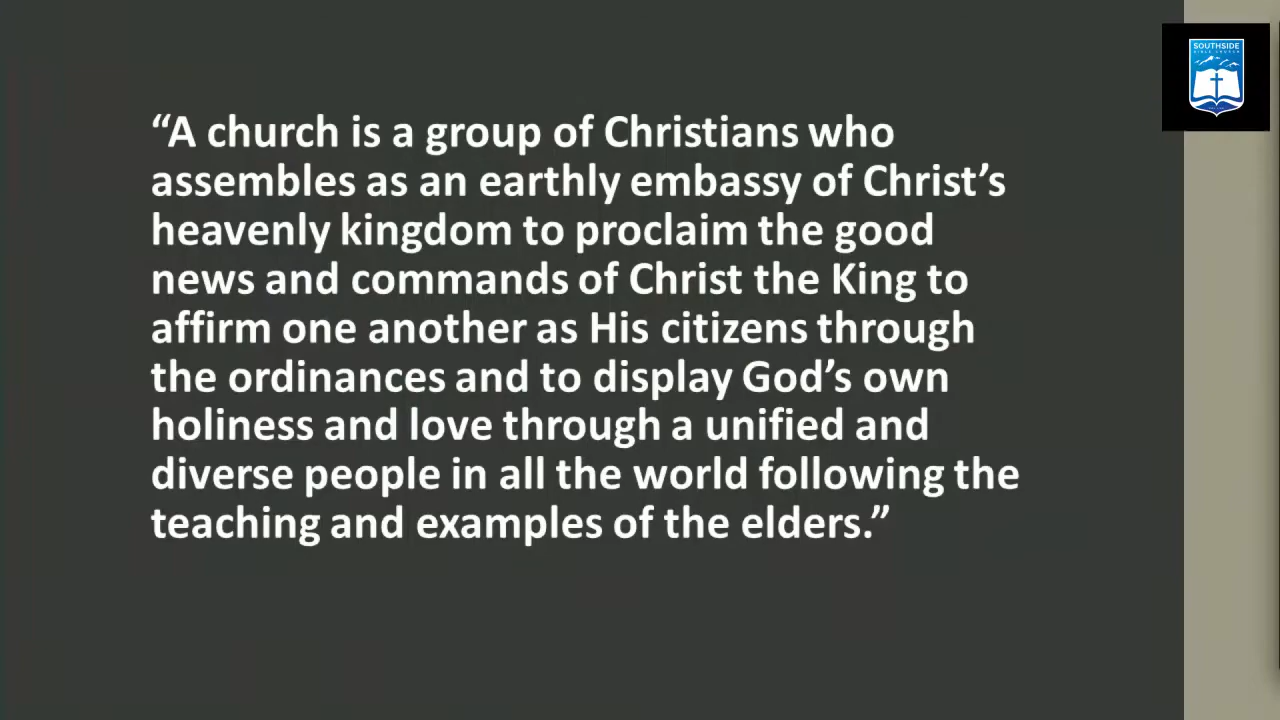 “A church is a group of Christians who
assembles as an earthly embassy of Christ’s
heavenly kingdom to proclaim the good
news and commands of Christ the King to
affirm one another as His citizens through
the ordinances and to display God’s own
holiness and love through a unified and
diverse people in all the world following the
teaching and examples of the elders.”
SOUTHSIDE
BIBLE CHURCH